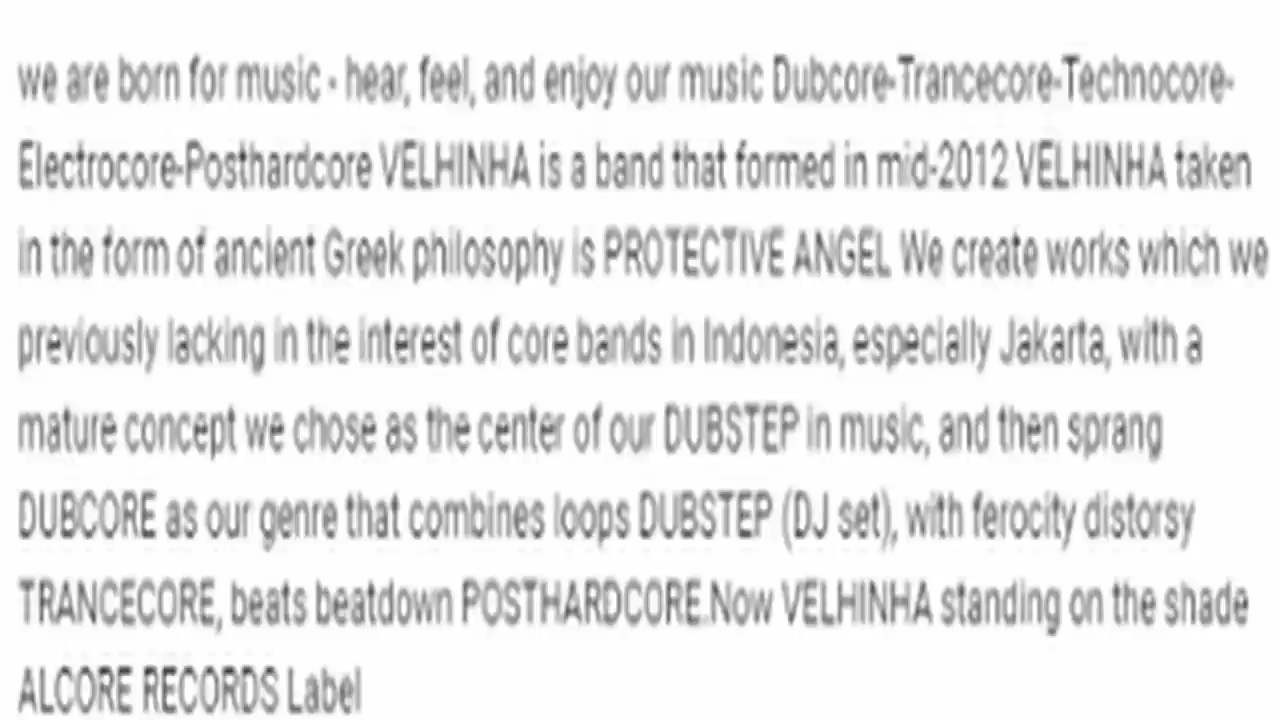 we are born for music - hear, feel, and enjoy our music Dubcore-Trancecore-Technocore-
Electrocore-Posthardcore VELHINHA is a band that formed in mid-2012 VELHINHA taken
in the form of ancient Greek philosophy is PROTECTIVE ANGEL We create works which we
previously lacking in the interest of core bands in Indonesia, especially Jakarta, with a
mature concept we chose as the center of our DUBSTEP in music, and then sprang
DUBCORE as our genre that combines loops DUBSTEP (DJ set), with ferocity distorsy
TRANCECORE, beats beatdown POSTHARDCORE.Now VELHINHA standing on the shade
ALCORE RECORDS Label